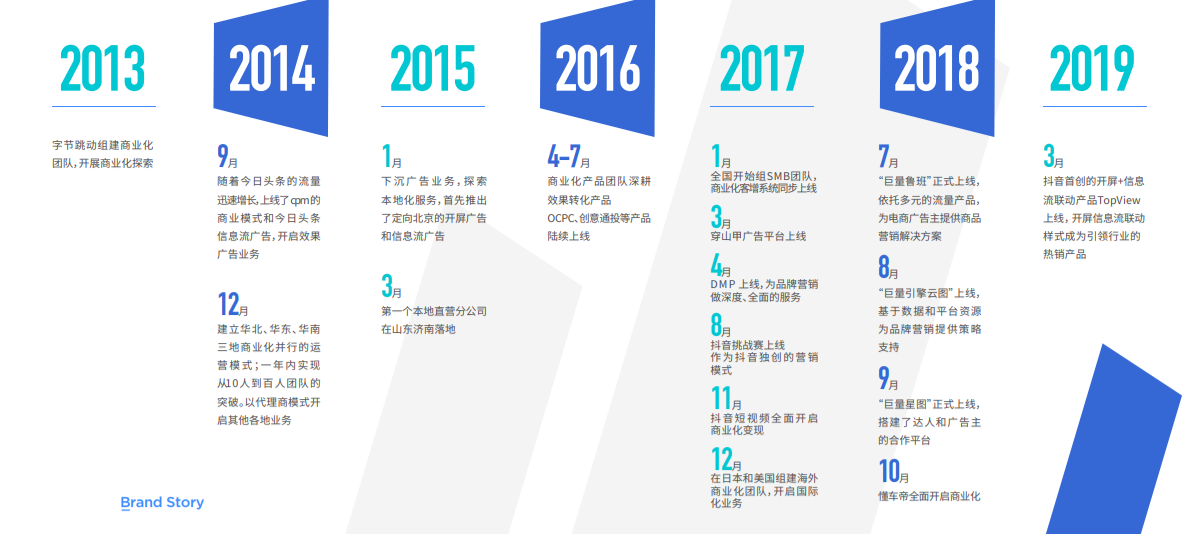 2013
字节跳动组建商业化
团队，开展商业化探索
2014
9月
随着今日头条的流量
迅速增长，上线了cpm的
商业模式和今日头条
信息流广告，开启效果
广告业务
12月
建立华北、华东、华南
三地商业化并行的运
营模式；一年内实现
从10人到百人团队的
突破。以代理商模式开
启其他各地业务
2015
1月
下沉广告业务，探索
本地化服务，首先推出
了定向北京的开屏广告
和信息流广告
3月
第一个本地直营分公司
在山东济南落地
2016
4-7月
商业化产品团队深耕
效果转化产品
OCPC、创意通投等产品
陆续上线
2017
1月
全国开始组SMB团队，
商业化客增系统同步上线
3月
穿山甲广告平台上线
4月
DMP 上线，为品牌营销
做深度、全面的服务
8月
抖音挑战赛上线
作为抖音独创的营销
模式
11月
抖音短视频全面开启
商业化变现
12月
在日本和美国组建海外
商业化团队，开启国际
化业务
2018
7月
“巨量鲁班”正式上线，
依托多元的流量产品，
为电商广告主提供商品
营销解决方案
8月
“巨量引擎云图”上线，
基于数据和平台资源
为品牌营销提供策略
支持
9月
“巨量星图”正式上线，
搭建了达人和广告主
的合作平台
10月
懂车帝全面开启商业化
2019
3月
抖音首创的开屏+信息
流联动产品TopView
上线，开屏信息流联动
样式成为引领行业的
热销产品
Brand Story